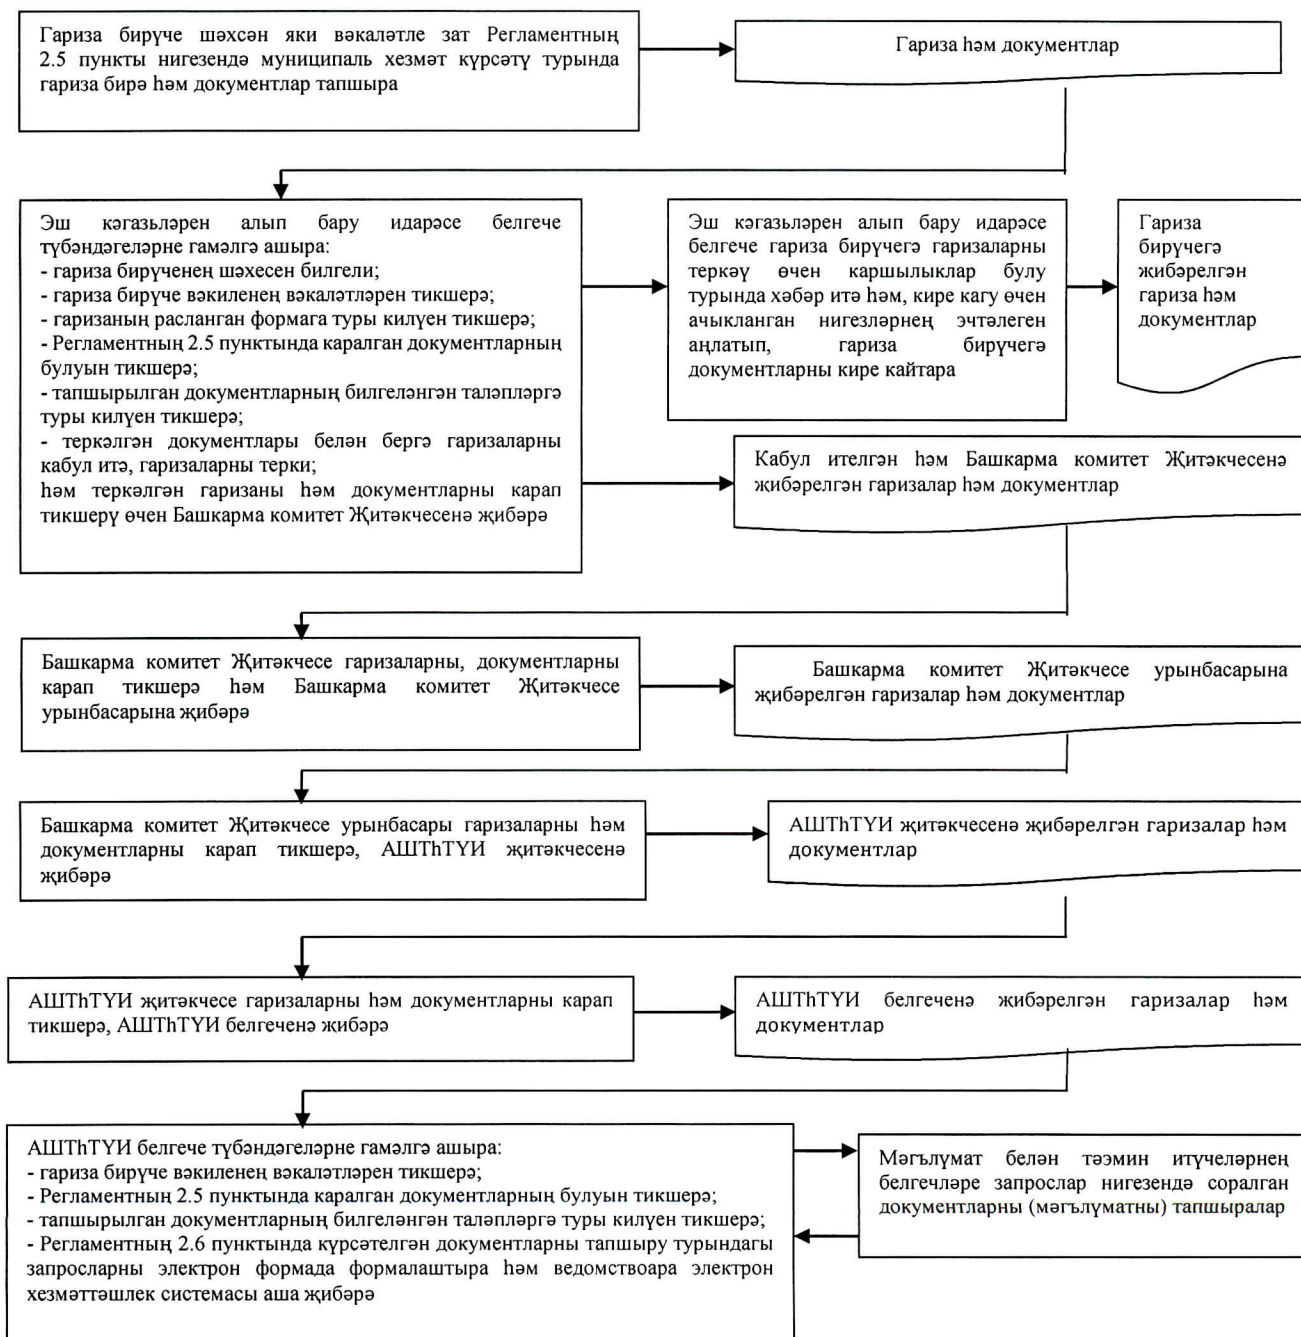 Гариза бирүче шәхсән яки вәкаләтле зат Регламентның
2.5 пункты нигезендә муниципаль хезмәт күрсәтү турында
гариза бирә һәм документлар тапшыра
Гариза һәм документлар
Эш кәгазьләрен алып бару идарәсе белгече
түбәндәгеләрне гамәлгә ашыра:
- гариза бирүченең шәхесен билгели;
- гариза бирүче вәкиленең вәкаләтләрен тикшерә;
- гаризаның расланган формага туры килүен тикшерә;
- Регламентның 2.5 пунктында каралган документларның
булуын тикшерә;
- тапшырылган документларның билгеләнгән таләпләргә
туры килүен тикшерә;
- теркәлгән документлары белән бергә гаризаларны
кабул итә, гаризаларны терки;
һәм теркәлгән гаризаны һәм документларны карап
тикшерү өчен Башкарма комитет Җитәкчесенә җибәрә
Эш кәгазьләрен алып бару идарәсе
белгече гариза бирүчегә гаризаларны
теркәү өчен каршылыклар булу
турында хәбәр итә һәм, кире кагу өчен
ачыкланган нигезләрнең эчтәлеген
аңлатып, гариза бирүчегә
документларны кире кайтара
Гариза
бирүчегә
җибәрелгән
гариза һәм
документлар
Кабул ителгән һәм Башкарма комитет Җитәкчесенә
җибәрелгән гаризалар һәм документлар
Башкарма комитет Җитәкчесе гаризаларны, документларны
карап тикшерә һәм Башкарма комитет Җитәкчесе
урынбасарына җибәрә
Башкарма комитет Җитәкчесе урынбасарына
җибәрелгән гаризалар һәм документлар
Башкарма комитет Җитәкчесе урынбасары гаризаларны һәм
документларны карап тикшерә, АШТһТҮИ җитәкчесенә
җибәрә
АШТһТҮИ җитәкчесенә җибәрелгән гаризалар һәм
документлар
АШТһТҮИ җитәкчесе гаризаларны һәм документларны карап
тикшерә, АШТһТҮИ белгеченә җибәрә
АШТһТҮИ белгеченә җибәрелгән гаризалар һәм
документлар
АШТһТҮИ белгече түбәндәгеләрне гамәлгә ашыра:
- гариза бирүче вәкиленең вәкаләтләрен тикшерә;
- Регламентның 2.5 пунктында каралган документларның булуын тикшерә;
- тапшырылган документларның билгеләнгән таләпләргә туры килүен тикшерә;
- Регламентның 2.6 пунктында күрсәтелгән документларны тапшыру турындагы
запросларны электрон формада формалаштыра һәм ведомствоара электрон
хезмәттәшлек системасы аша җибәрә
Мәгълүмат белән тәэмин итүчеләрнең
белгечләре запрослар нигезендә соралган
документларны (мәгълүматны) тапшыралар